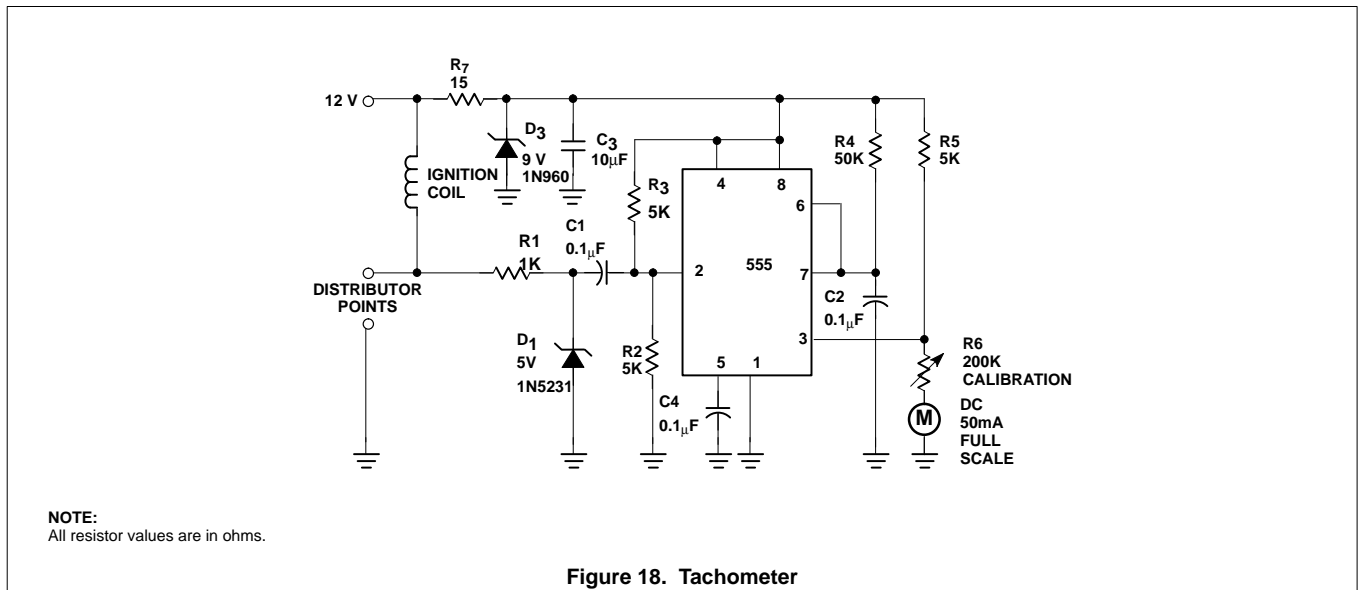 R7
15
12 V
D3
9 V
1N960
C3
10µF
R4
50K
R5
5K
IGNITION
COIL
R3
5K
4
8
6
C1
0.1µF
R1
1K
2
555
7
DISTRIBUTOR
POINTS
C2
0.1µF
3
D1
5V
1N5231
R2
5K
5
1
R6
200K
CALIBRATION
C4
0.1µF
M
DC
50mA
FULL
SCALE
NOTE:
All resistor values are in ohms.
Figure 18. Tachometer